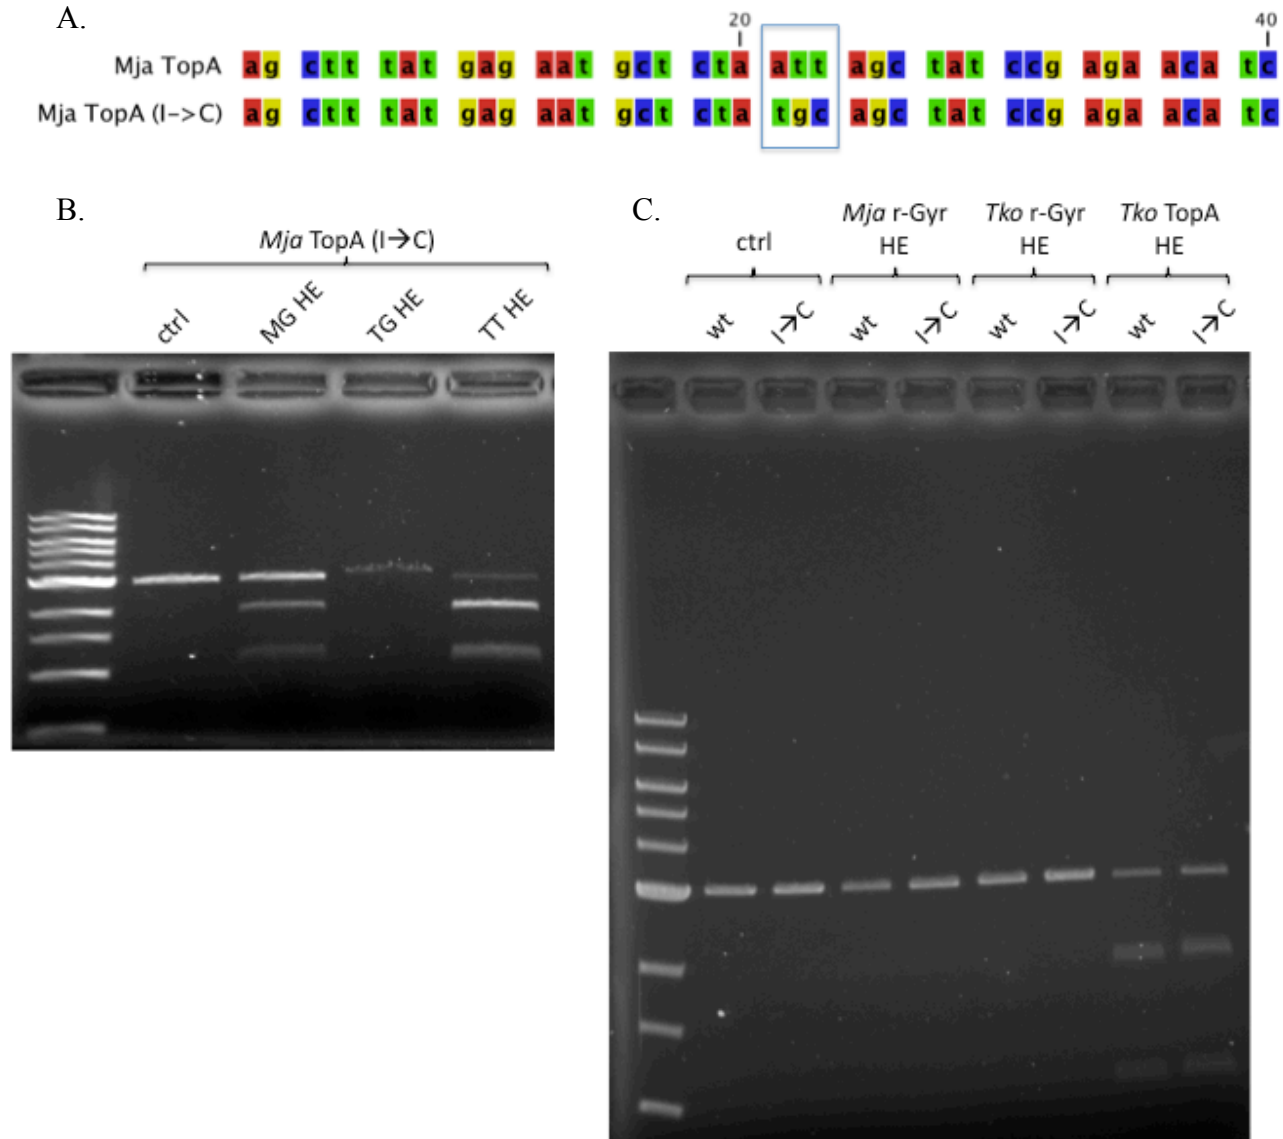 A.
20 40
Mja TopA ag ctt tat gag aat gct cta att agc tat ccg aga aca tc
Mja TopA (I->C) ag ctt tat gag aat gct cta tgc agc tat ccg aga aca tc
B.
Mja TopA (I→C)
ctrl MG HE TG HE TT HE
C.
ctrl Mja r-Gyr HE Tko r-Gyr HE Tko TopA HE
wt I→C wt I→C wt I→C wt I→C